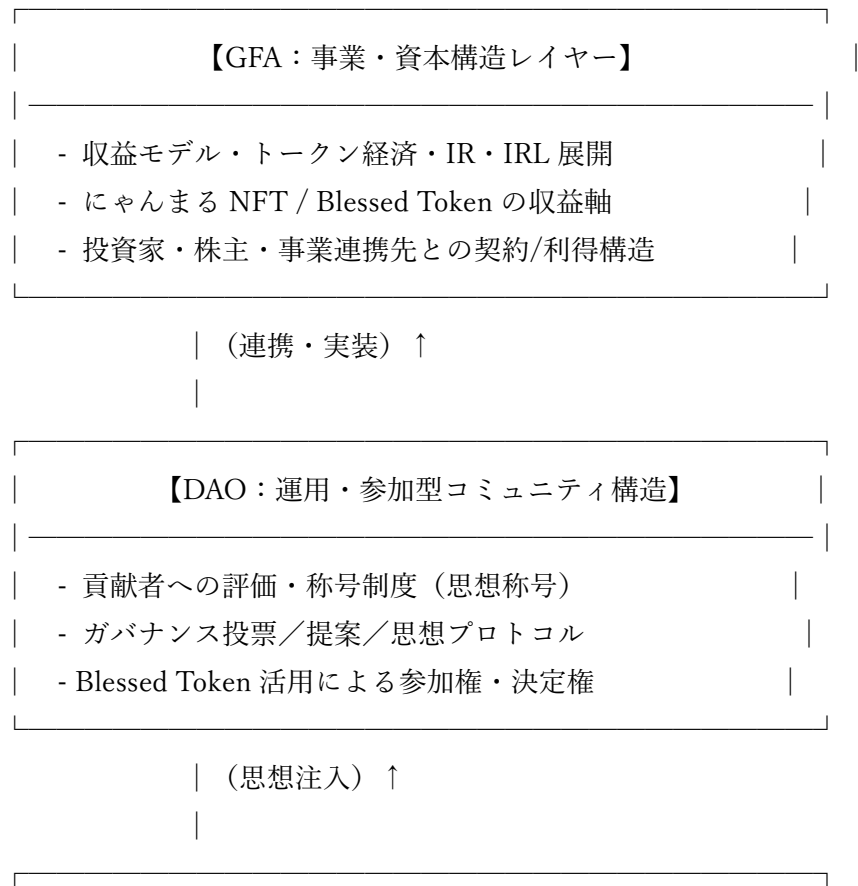 【GFA：事業・資本構造レイヤー】
- 収益モデル・トークン経済・IR・IRL 展開
- にゃんまる NFT / Blessed Token の収益軸
- 投資家・株主・事業連携先との契約/利得構造
（連携・実装）↑
【DAO：運用・参加型コミュニティ構造】
- 貢献者への評価・称号制度（思想称号）
- ガバナンス投票／提案／思想プロトコル
- Blessed Token 活用による参加権・決定権
（思想注入）↑